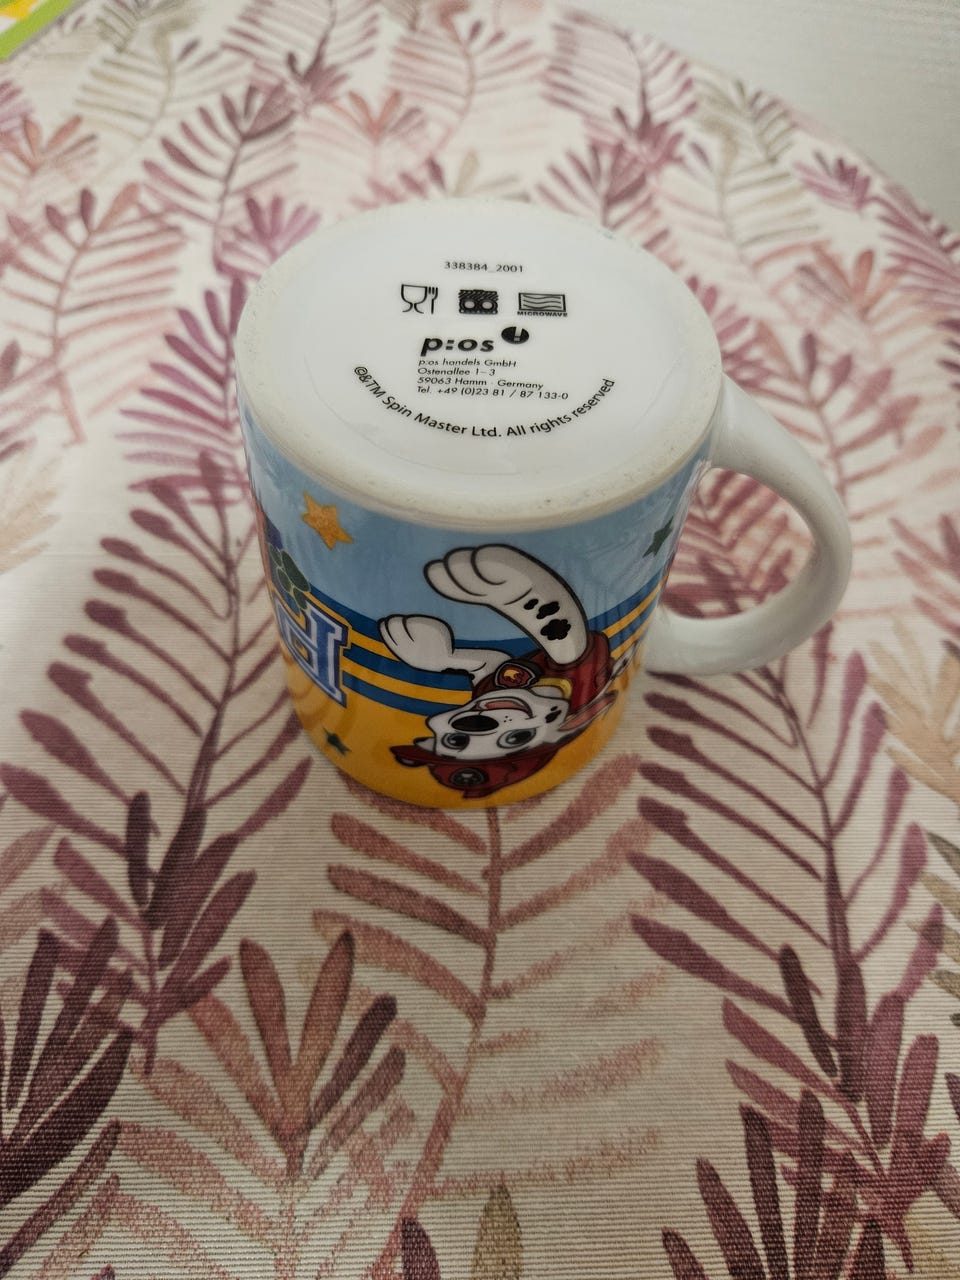 338384_2001
MICROWAVE
p:os
p:os handels GmbH
Ostenallee 1–3
59063 Hamm · Germany
Tel. +49 (0)23 81 / 87 133-0
©&TM Spin Master Ltd. All rights reserved